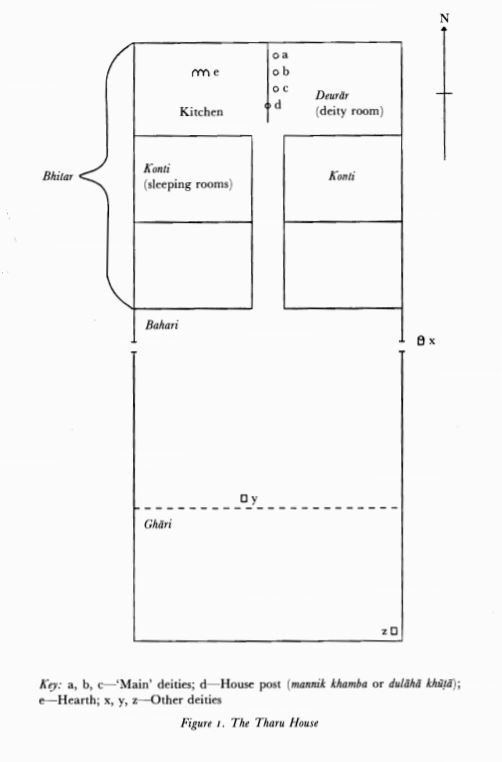 N
a
e
b
c
Deurār
d
(deity room)
Kitchen
Konti
Bhitar
Konti
(sleeping rooms)
Bahari
x
y
Ghāri
z
Key: a, b, c—‘Main’ deities; d—House post (mannik khamba or dulāhā khūṭā);
e—Hearth; x, y, z—Other deities
Figure 1. The Tharu House